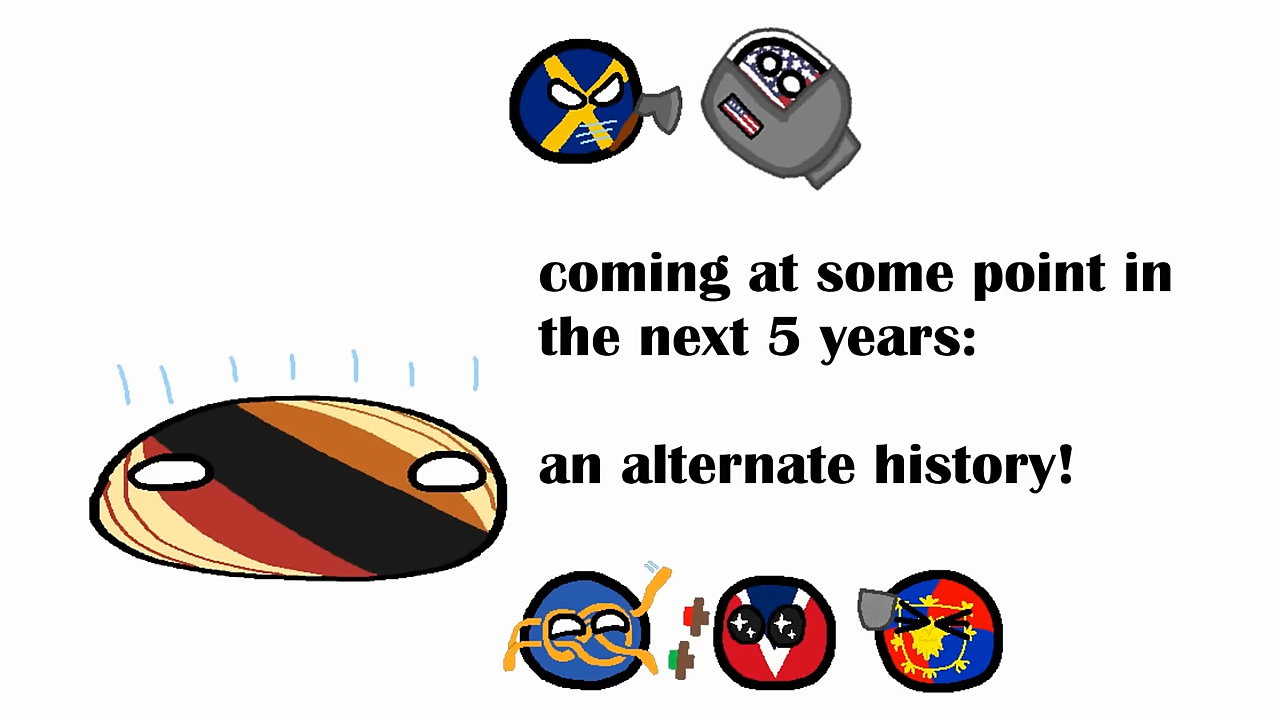 coming at some point in
the next 5 years:
an alternate history!